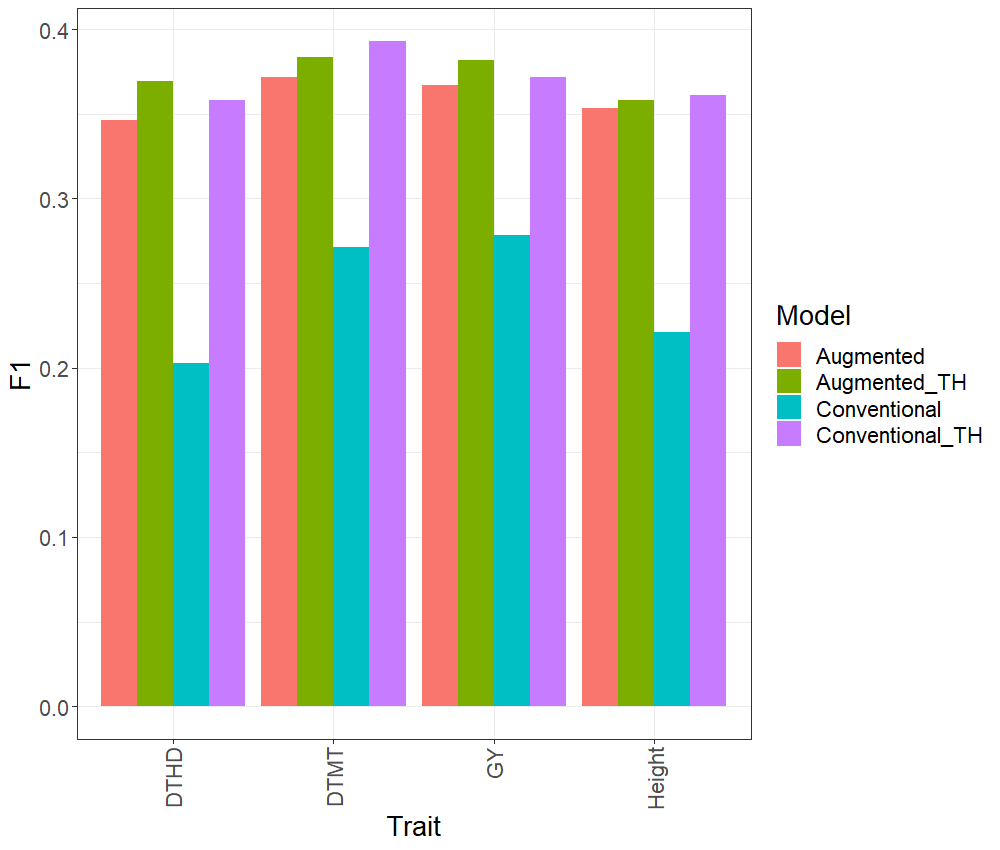 F1
0.4
0.3
0.2
0.1
0.0
DTHD
DTMT
GY
Height
Trait
Model
Augmented
Augmented_TH
Conventional
Conventional_TH